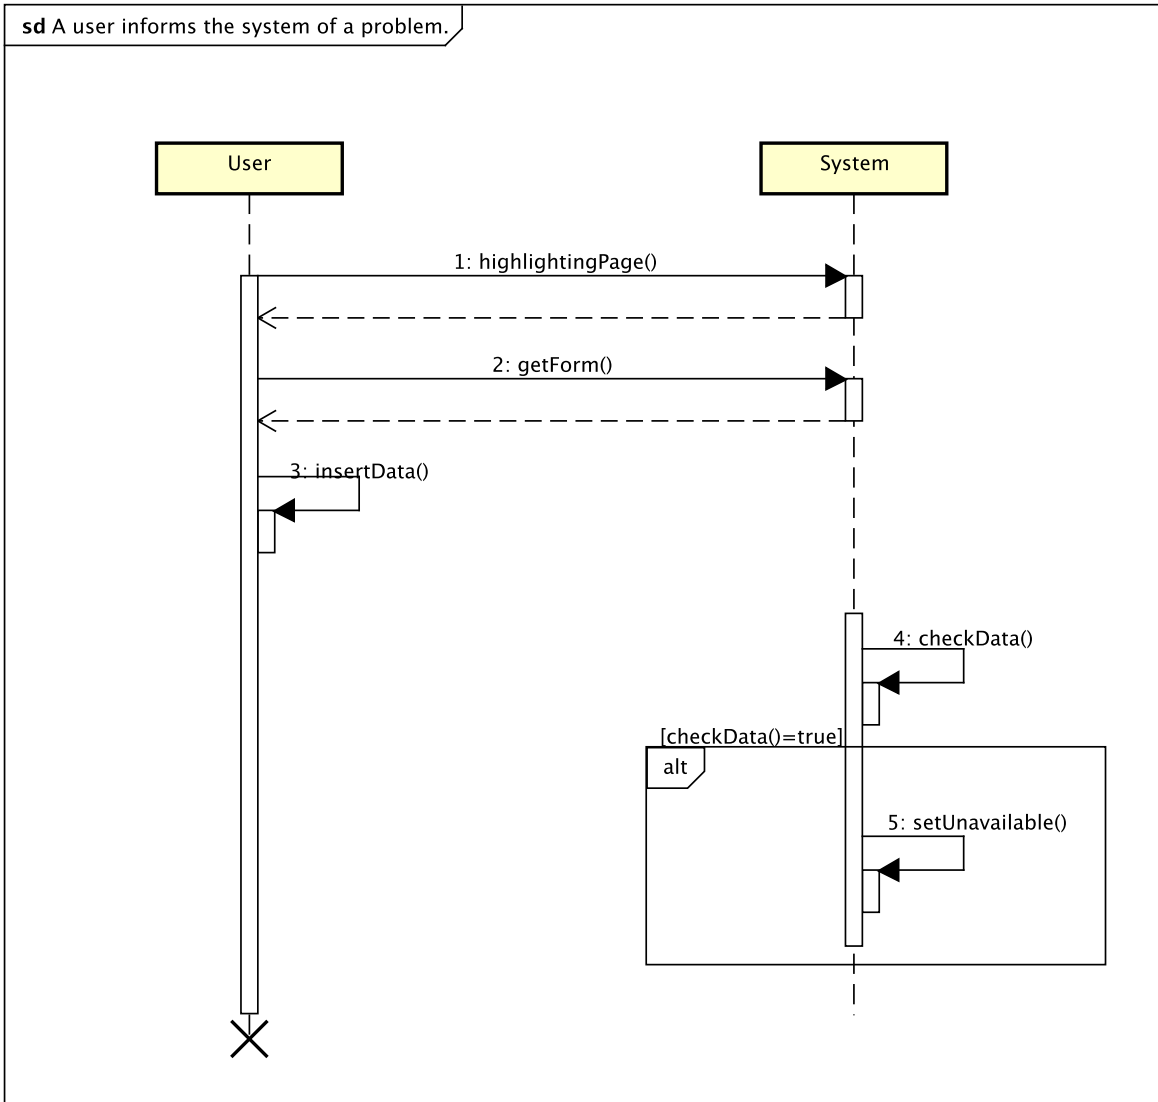 sd A user informs the system of a problem.
User
System
1: highlightingPage()
2: getForm()
3: insertData()
4: checkData()
[checkData()=true]
alt
5: setUnavailable()